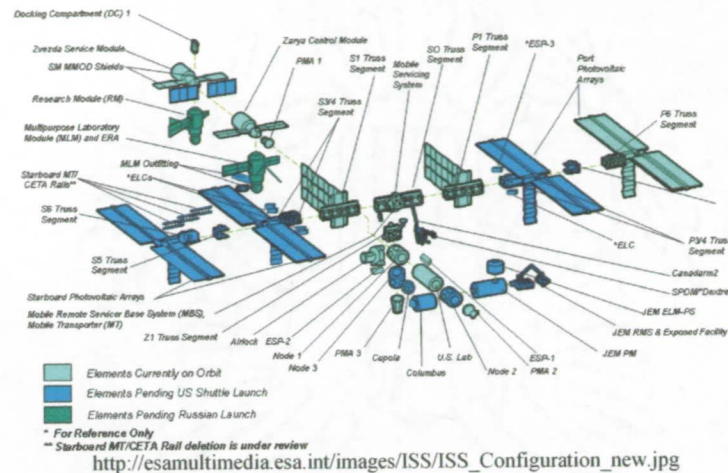 Docking Compartment (DC) 1
Zvezda Service Module
SM MMOD Shields
Research Module (RM)
Multipurpose Laboratory
Module (MLM) and ERA
Zarya Control Module
PMA 1
S1 Truss
Segment
S3/4 Truss
Segments
Mobile
Servicing
System
SO Truss
Segment
P1 Truss
Segment
*ESP-3
Port
Photovoltaic
Arrays
P6 Truss
Segment
MLM Outfitting
*ELCs
Starboard MT/
CETA Rails**
S6 Truss
Segment
S5 Truss
Segment
Starboard Photovoltaic Arrays
Mobile Remote Servicer Base System (MBS),
Mobile Transporter (MT)
Z1 Truss Segment
Airlock
ESP-2
Node 1
Node 3
PMA 3
Cupola
Columbus
U.S. Lab
Node 2
ESP-1
PMA 2
*ELC
P3/4 Truss
Segment
Canadarm2
SPDM"Dextre
JEM ELM-PS
JEM RMS & Exposed Facility
JEM PM
Elements Currently on Orbit
Elements Pending US Shuttle Launch
Elements Pending Russian Launch
* For Reference Only
** Starboard MT/CETA Rail deletion is under review
http://esamultimedia.esa.int/images/ISS/ISS_Configuration_new.jpg